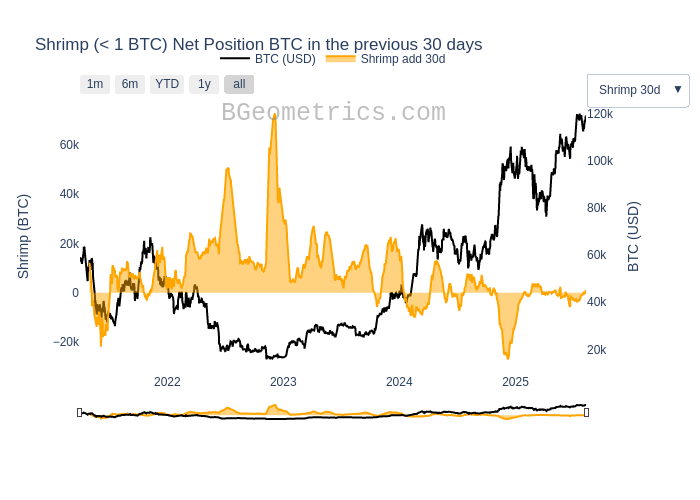 Shrimp (< 1 BTC) Net Position BTC in the previous 30 days
BTC (USD) Shrimp add 30d
1m 6m YTD 1y all
Shrimp 30d ▼
BGeometrics.com
60k
40k
20k
0
−20k
Shrimp (BTC)
120k
100k
80k
60k
40k
20k
BTC (USD)
2022 2023 2024 2025